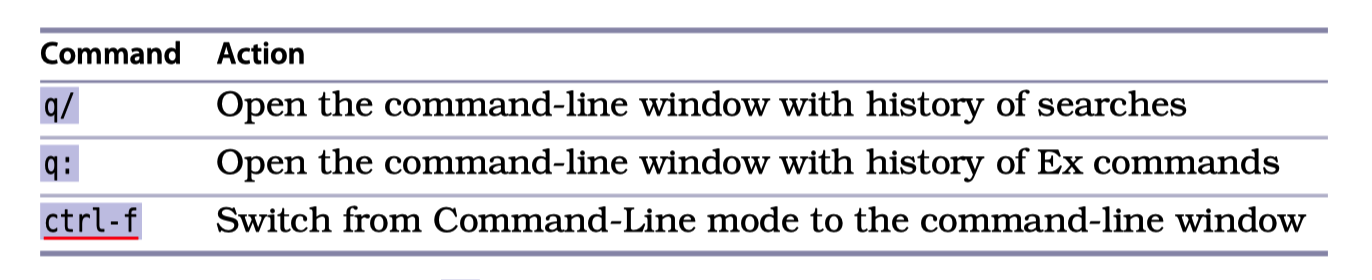 Command Action
q/ Open the command-line window with history of searches
q: Open the command-line window with history of Ex commands
ctrl-f Switch from Command-Line mode to the command-line window